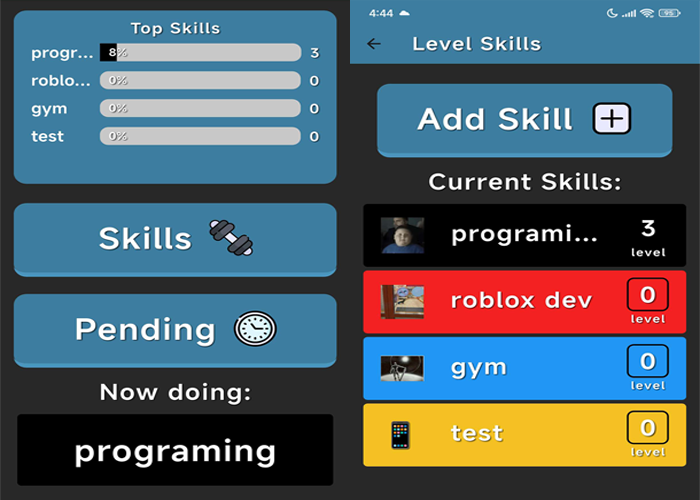 Top Skills
progr... 8% 3
roblo... 0% 0
gym 0% 0
test 0% 0
Skills
Pending
Now doing:
programing
4:44 95
Level Skills
Add Skill
Current Skills:
programi... 3
level
roblox dev 0
level
gym 0
level
test 0
level